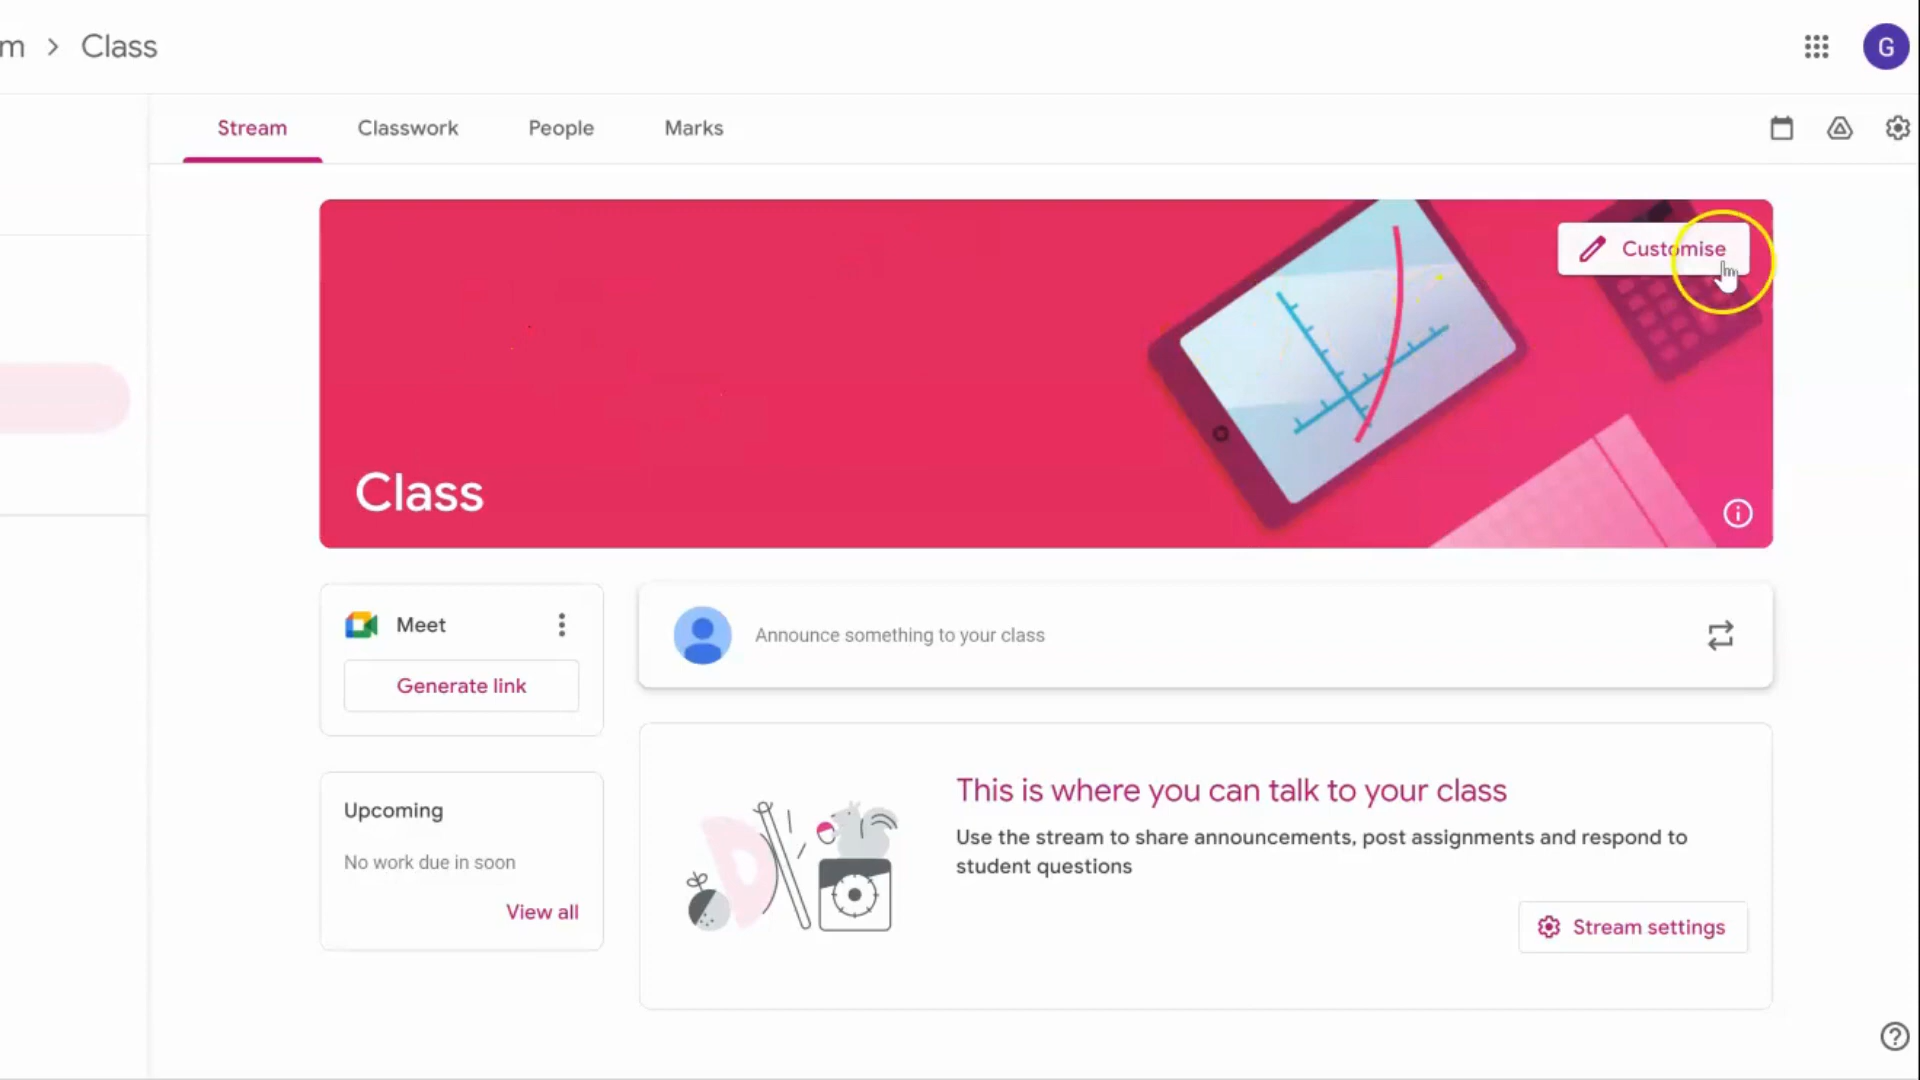 m > Class
G
Stream Classwork People Marks
Customise
Class
Meet
Generate link
Announce something to your class
Upcoming
No work due in soon
View all
This is where you can talk to your class
Use the stream to share announcements, post assignments and respond to
student questions
Stream settings